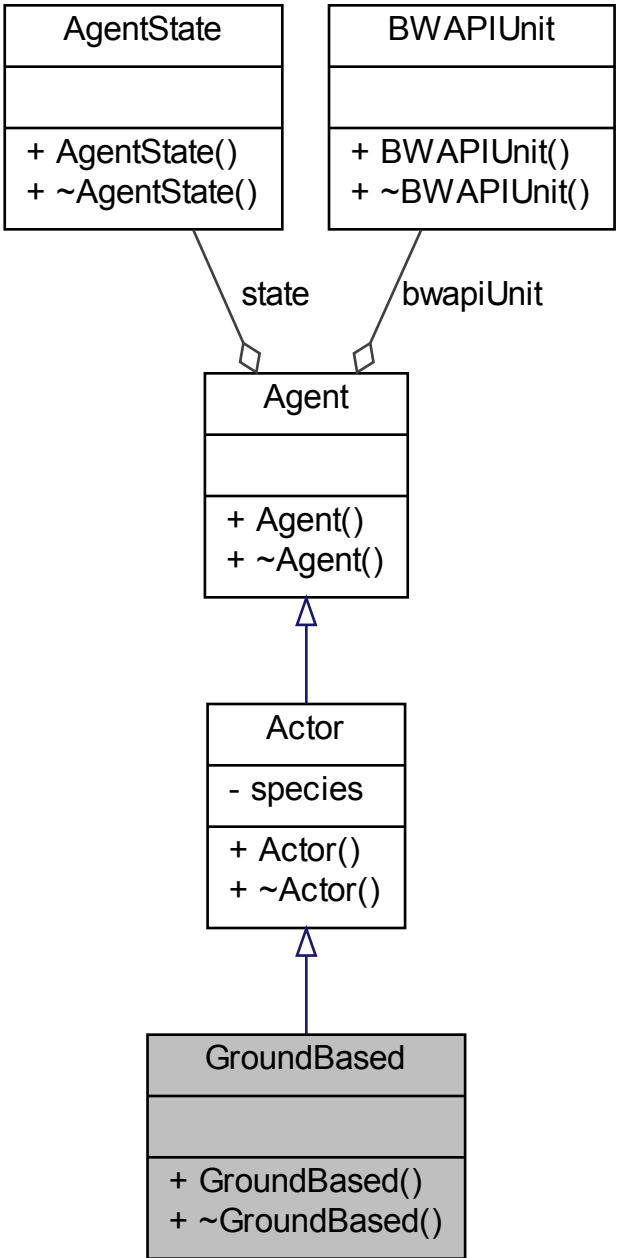 AgentState
+ AgentState()
+ ~AgentState()
BWAPIUnit
+ BWAPIUnit()
+ ~BWAPIUnit()
state
bwapiUnit
Agent
+ Agent()
+ ~Agent()
Actor
- species
+ Actor()
+ ~Actor()
GroundBased
+ GroundBased()
+ ~GroundBased()